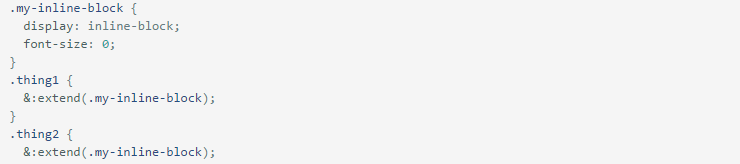 .my-inline-block {
  display: inline-block;
  font-size: 0;
}
.thing1 {
  &:extend(.my-inline-block);
}
.thing2 {
  &:extend(.my-inline-block);